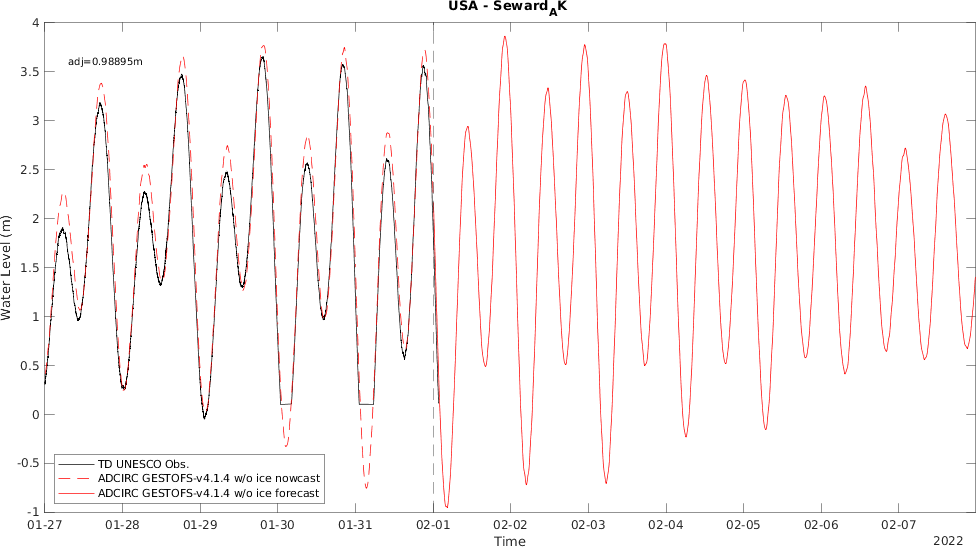 USA - Seward_AK
adj=0.98895m
Water Level (m)
4
3.5
3
2.5
2
1.5
1
0.5
0
-0.5
-1
TD UNESCO Obs.
ADCIRC GESTOFS-v4.1.4 w/o ice nowcast
ADCIRC GESTOFS-v4.1.4 w/o ice forecast
01-27 01-28 01-29 01-30 01-31 02-01 02-02 02-03 02-04 02-05 02-06 02-07
Time
2022